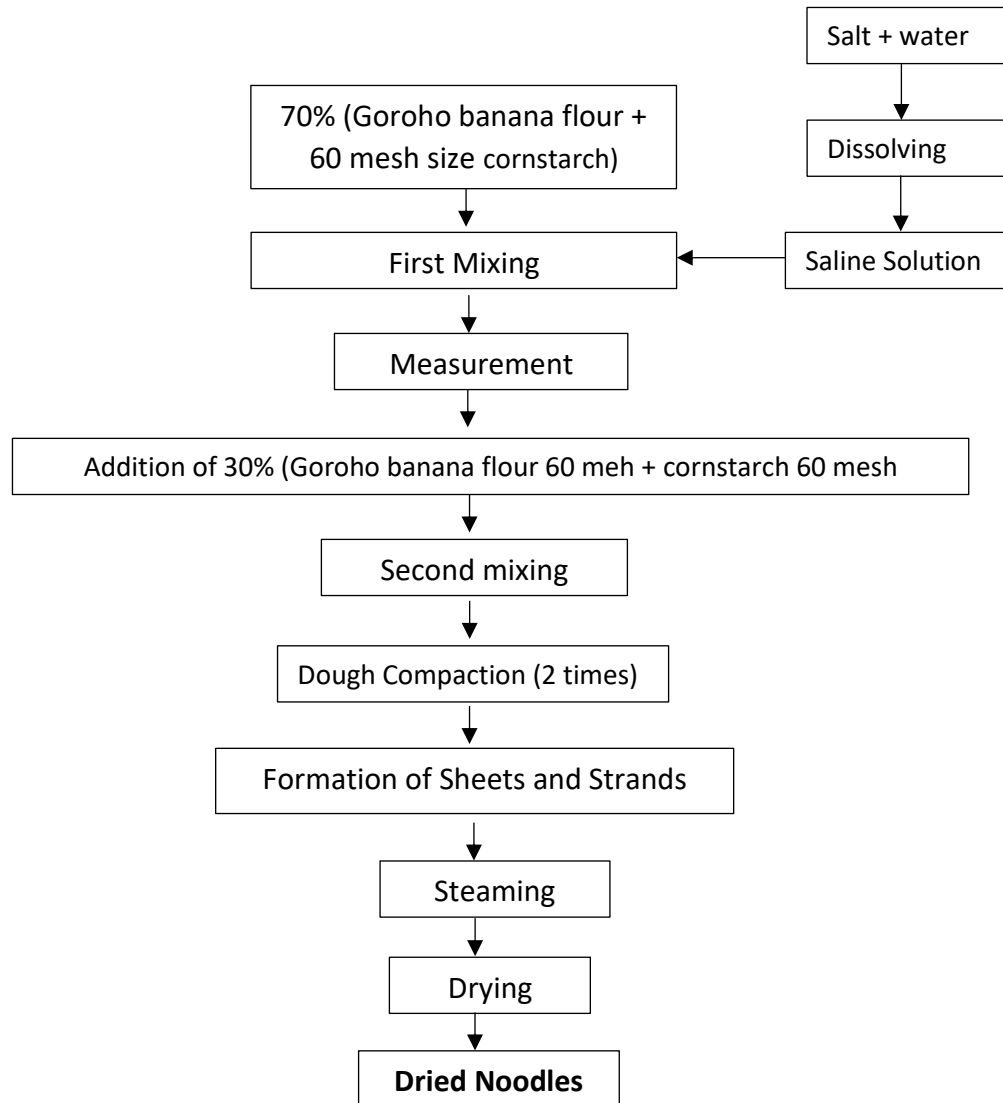 Salt + water
70% (Goroho banana flour +
60 mesh size cornstarch)
Dissolving
First Mixing
Saline Solution
Measurement
Addition of 30% (Goroho banana flour 60 meh + cornstarch 60 mesh
Second mixing
Dough Compaction (2 times)
Formation of Sheets and Strands
Steaming
Drying
Dried Noodles